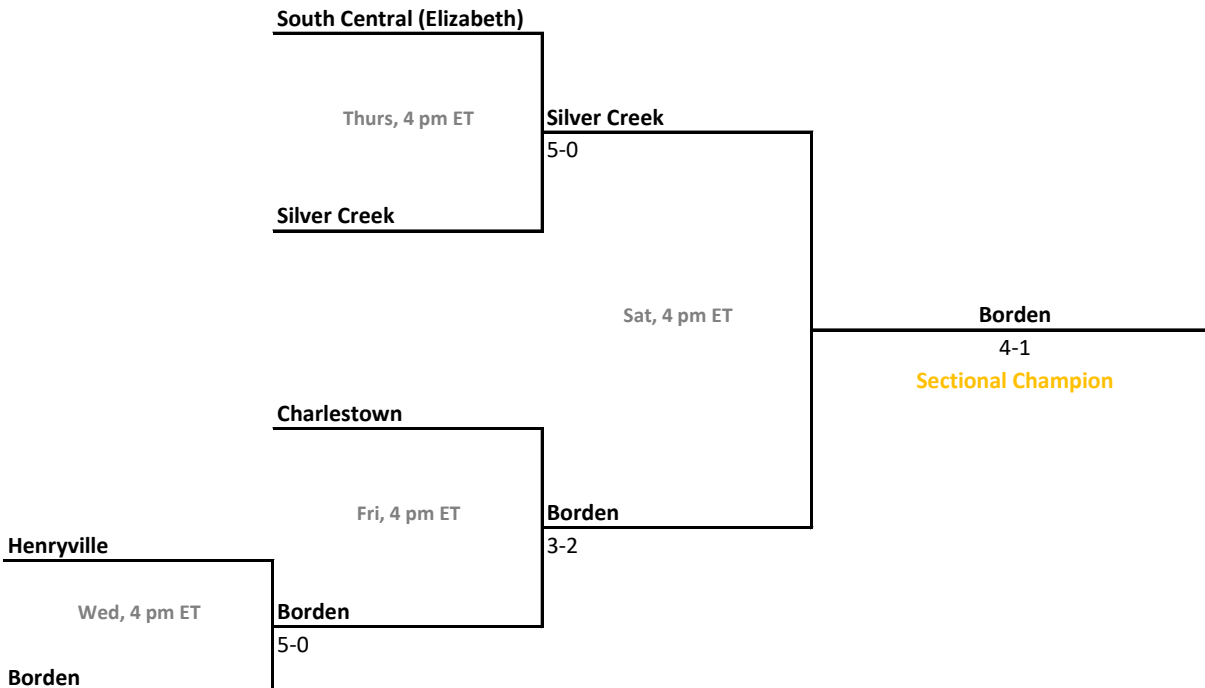 South Central (Elizabeth)
Thurs, 4 pm ET
Silver Creek
5-0
Silver Creek
Sat, 4 pm ET
Borden
4-1
Sectional Champion
Charlestown
Fri, 4 pm ET
Borden
3-2
Henryville
Wed, 4 pm ET
Borden
5-0
Borden